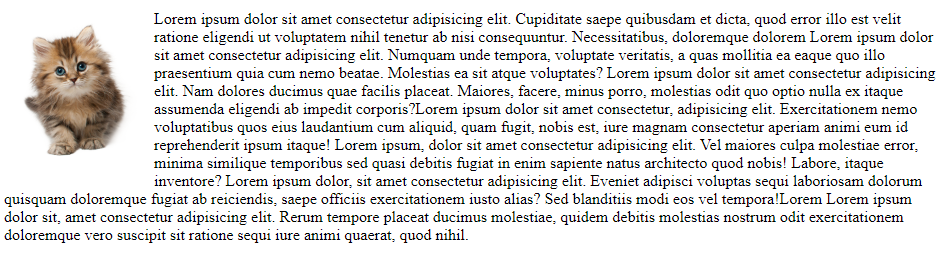 Lorem ipsum dolor sit amet consectetur adipisicing elit. Cupiditate saepe quibusdam et dicta, quod error illo est velit
ratione eligendi ut voluptatem nihil tenetur ab nisi consequuntur. Necessitatibus, doloremque dolorem Lorem ipsum dolor
sit amet consectetur adipisicing elit. Numquam unde tempora, voluptate veritatis, a quas mollitia ea eaque quo illo
praesentium quia cum nemo beatae. Molestias ea sit atque voluptates? Lorem ipsum dolor sit amet consectetur adipisicing
elit. Nam dolores ducimus quae facilis placeat. Maiores, facere, minus porro, molestias odit quo optio nulla ex itaque
assumenda eligendi ab impedit corporis?Lorem ipsum dolor sit amet consectetur, adipisicing elit. Exercitationem nemo
voluptatibus quos eius laudantium cum aliquid, quam fugit, nobis est, iure magnam consectetur aperiam animi eum id
reprehenderit ipsum itaque! Lorem ipsum, dolor sit amet consectetur adipisicing elit. Vel maiores culpa molestiae error,
minima similique temporibus sed quasi debitis fugiat in enim sapiente natus architecto quod nobis! Labore, itaque
inventore? Lorem ipsum dolor, sit amet consectetur adipisicing elit. Eveniet adipisci voluptas sequi laboriosam dolorum
quisquam doloremque fugiat ab reiciendis, saepe officiis exercitationem iusto alias? Sed blanditiis modi eos vel tempora!Lorem Lorem ipsum
dolor sit, amet consectetur adipisicing elit. Rerum tempore placeat ducimus molestiae, quidem debitis molestias nostrum odit exercitationem
doloremque vero suscipit sit ratione sequi iure animi quaerat, quod nihil.